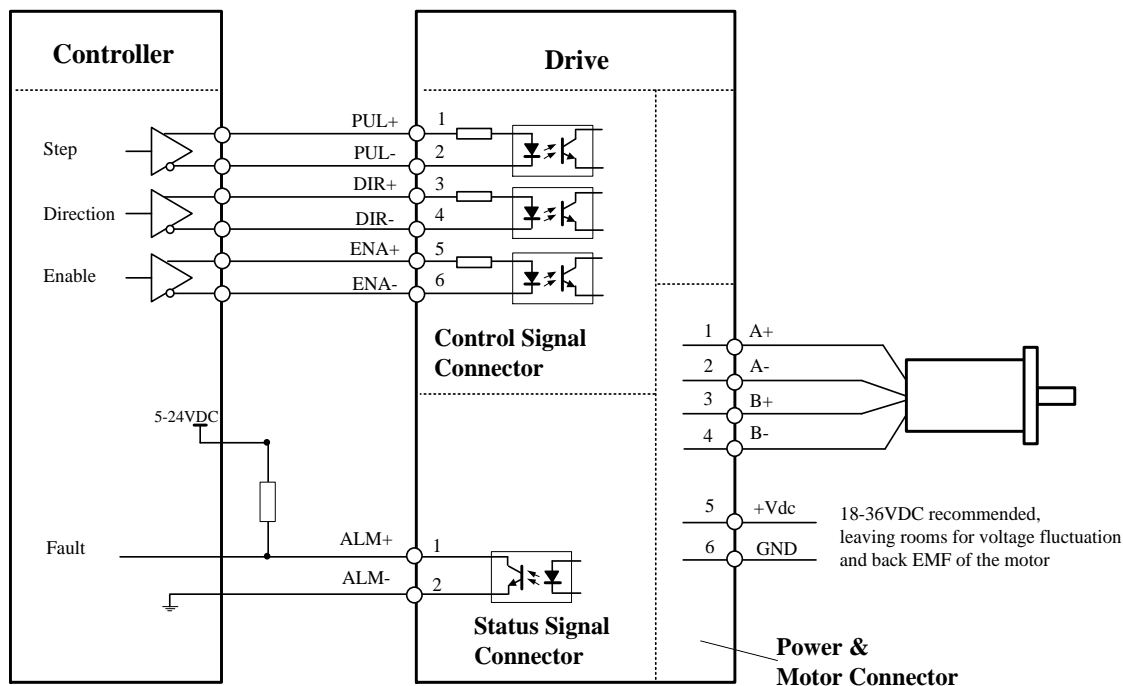 Controller
Drive
Step
PUL+
1
PUL-
2
Direction
DIR+
3
DIR-
4
Enable
ENA+
5
ENA-
6
Control Signal
Connector
1
A+
2
A-
3
B+
4
B-
5-24VDC
5
+Vdc
6
GND
18-36VDC recommended,
leaving rooms for voltage fluctuation
and back EMF of the motor
Fault
ALM+
1
ALM-
2
Status Signal
Connector
Power &
Motor Connector